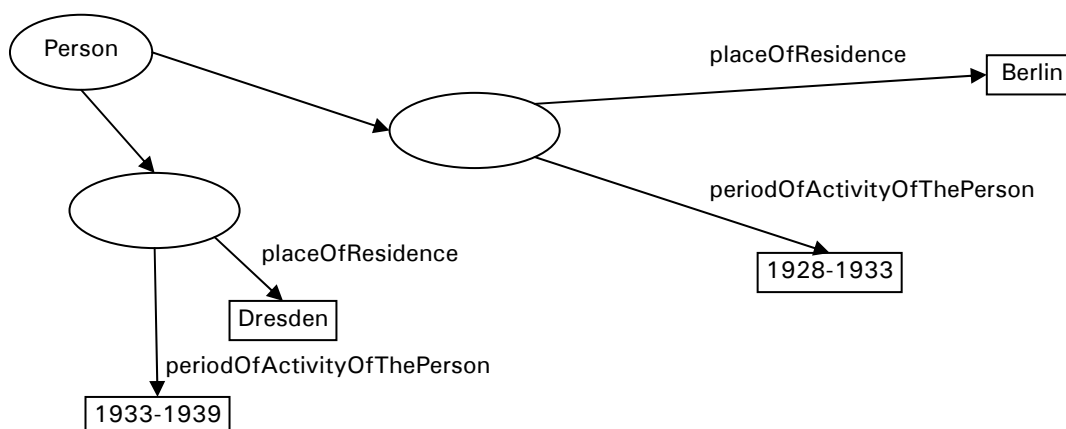 Person
placeOfResidence
Berlin
periodOfActivityOfThePerson
1928-1933
placeOfResidence
Dresden
periodOfActivityOfThePerson
1933-1939